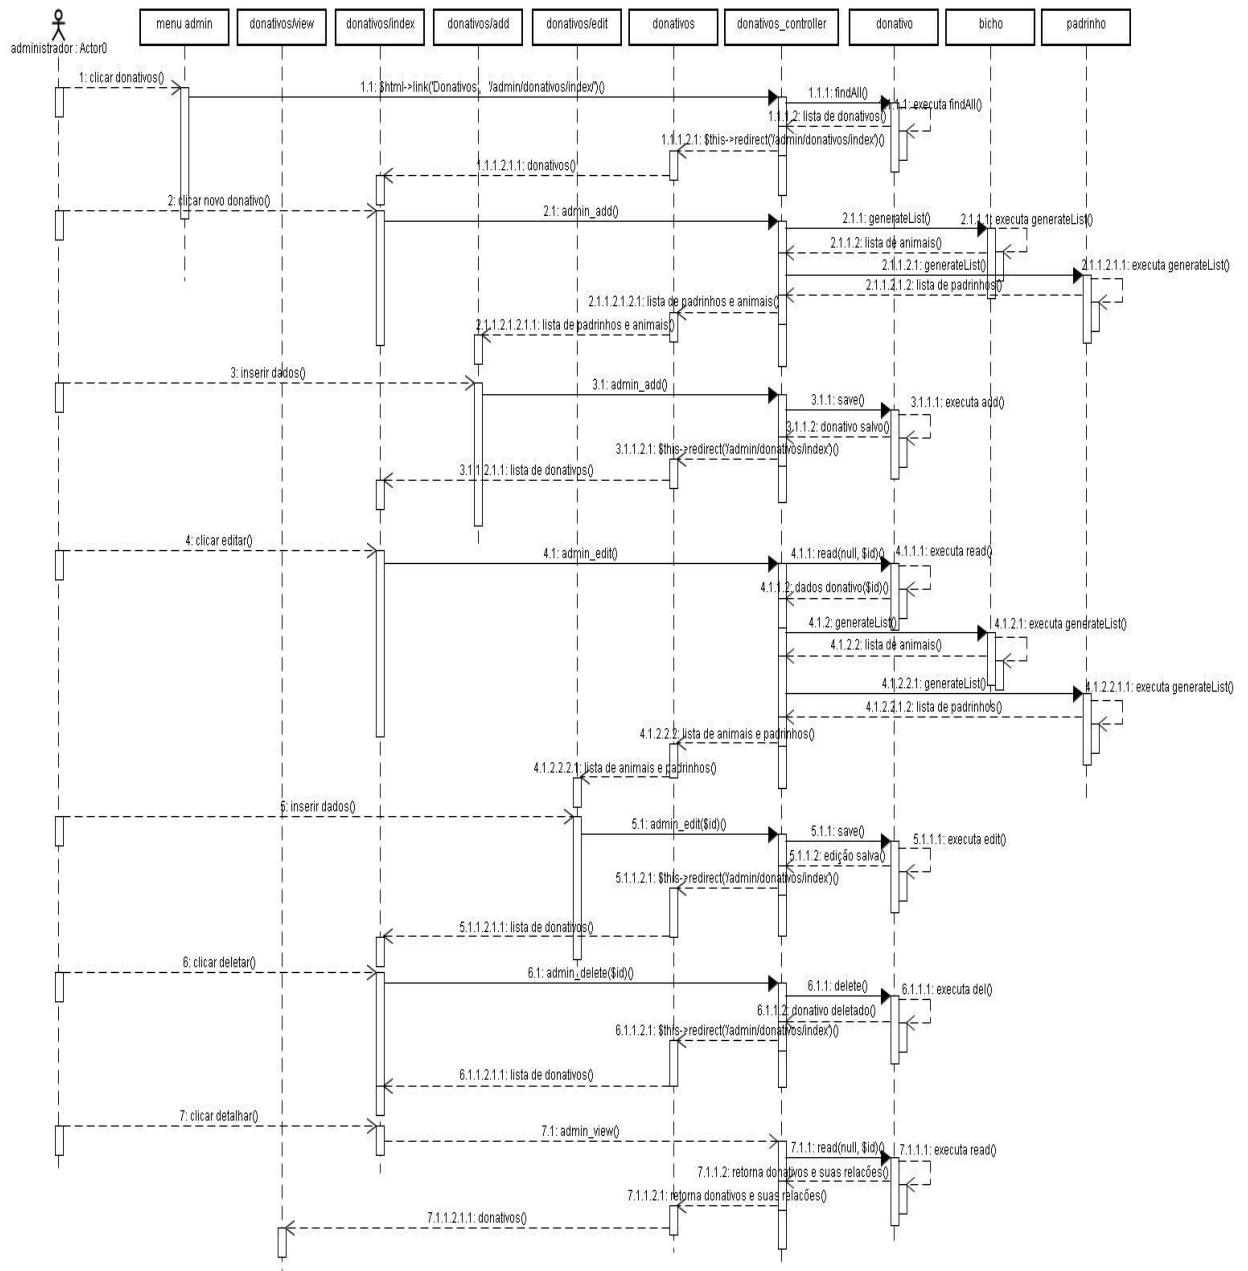 administrador : Actor0
menu admin
donativos/view
donativos/index
donativos/add
donativos/edit
donativos
donativos_controller
donativo
bicho
padrinho
1: clicar donativos()
1.1: $html->link('Donativos, '/admin/donativos/index/')()
1.1.1: findAll()
1.1.1.1: executa findAll()
1.1.1.2: lista de donativos()
1.1.1.2.1: $this->redirect('/admin/donativos/index')()
1.1.1.2.1.1: donativos()
2: clicar novo donativo()
2.1: admin_add()
2.1.1: generateList()
2.1.1.1: executa generateList()
2.1.1.2: lista de animais()
2.1.1.2.1: generateList()
2.1.1.2.1.1: executa generateList()
2.1.1.2.1.2: lista de padrinhos()
2.1.1.2.1.2.1: lista de padrinhos e animais()
2.1.1.2.1.2.1.1: lista de padrinhos e animais()
3: inserir dados()
3.1: admin_add()
3.1.1: save()
3.1.1.1: executa add()
3.1.1.2: donativo salvo()
3.1.1.2.1: $this->redirect('/admin/donativos/index')()
3.1.1.2.1.1: lista de donativos()
4: clicar editar()
4.1: admin_edit()
4.1.1: read(null, $id)()
4.1.1.1: executa read()
4.1.1.2: dados donativo($id)()
4.1.2: generateList()
4.1.2.1: executa generateList()
4.1.2.2: lista de animais()
4.1.2.2.1: generateList()
4.1.2.2.1.1: executa generateList()
4.1.2.2.1.2: lista de padrinhos()
4.1.2.2.2: lista de animais e padrinhos()
4.1.2.2.2.1: lista de animais e padrinhos()
5: inserir dados()
5.1: admin_edit($id)()
5.1.1: save()
5.1.1.1: executa edit()
5.1.1.2: edição salva()
5.1.1.2.1: $this->redirect('/admin/donativos/index')()
5.1.1.2.1.1: lista de donativos()
6: clicar deletar()
6.1: admin_delete($id)()
6.1.1: delete()
6.1.1.1: executa del()
6.1.1.2: donativo deletado()
6.1.1.2.1: $this->redirect('/admin/donativos/index')()
6.1.1.2.1.1: lista de donativos()
7: clicar detalhar()
7.1: admin_view()
7.1.1: read(null, $id)()
7.1.1.1: executa read()
7.1.1.2: retorna donativos e suas relacões()
7.1.1.2.1: retorna donativos e suas relacões()
7.1.1.2.1.1: donativos()